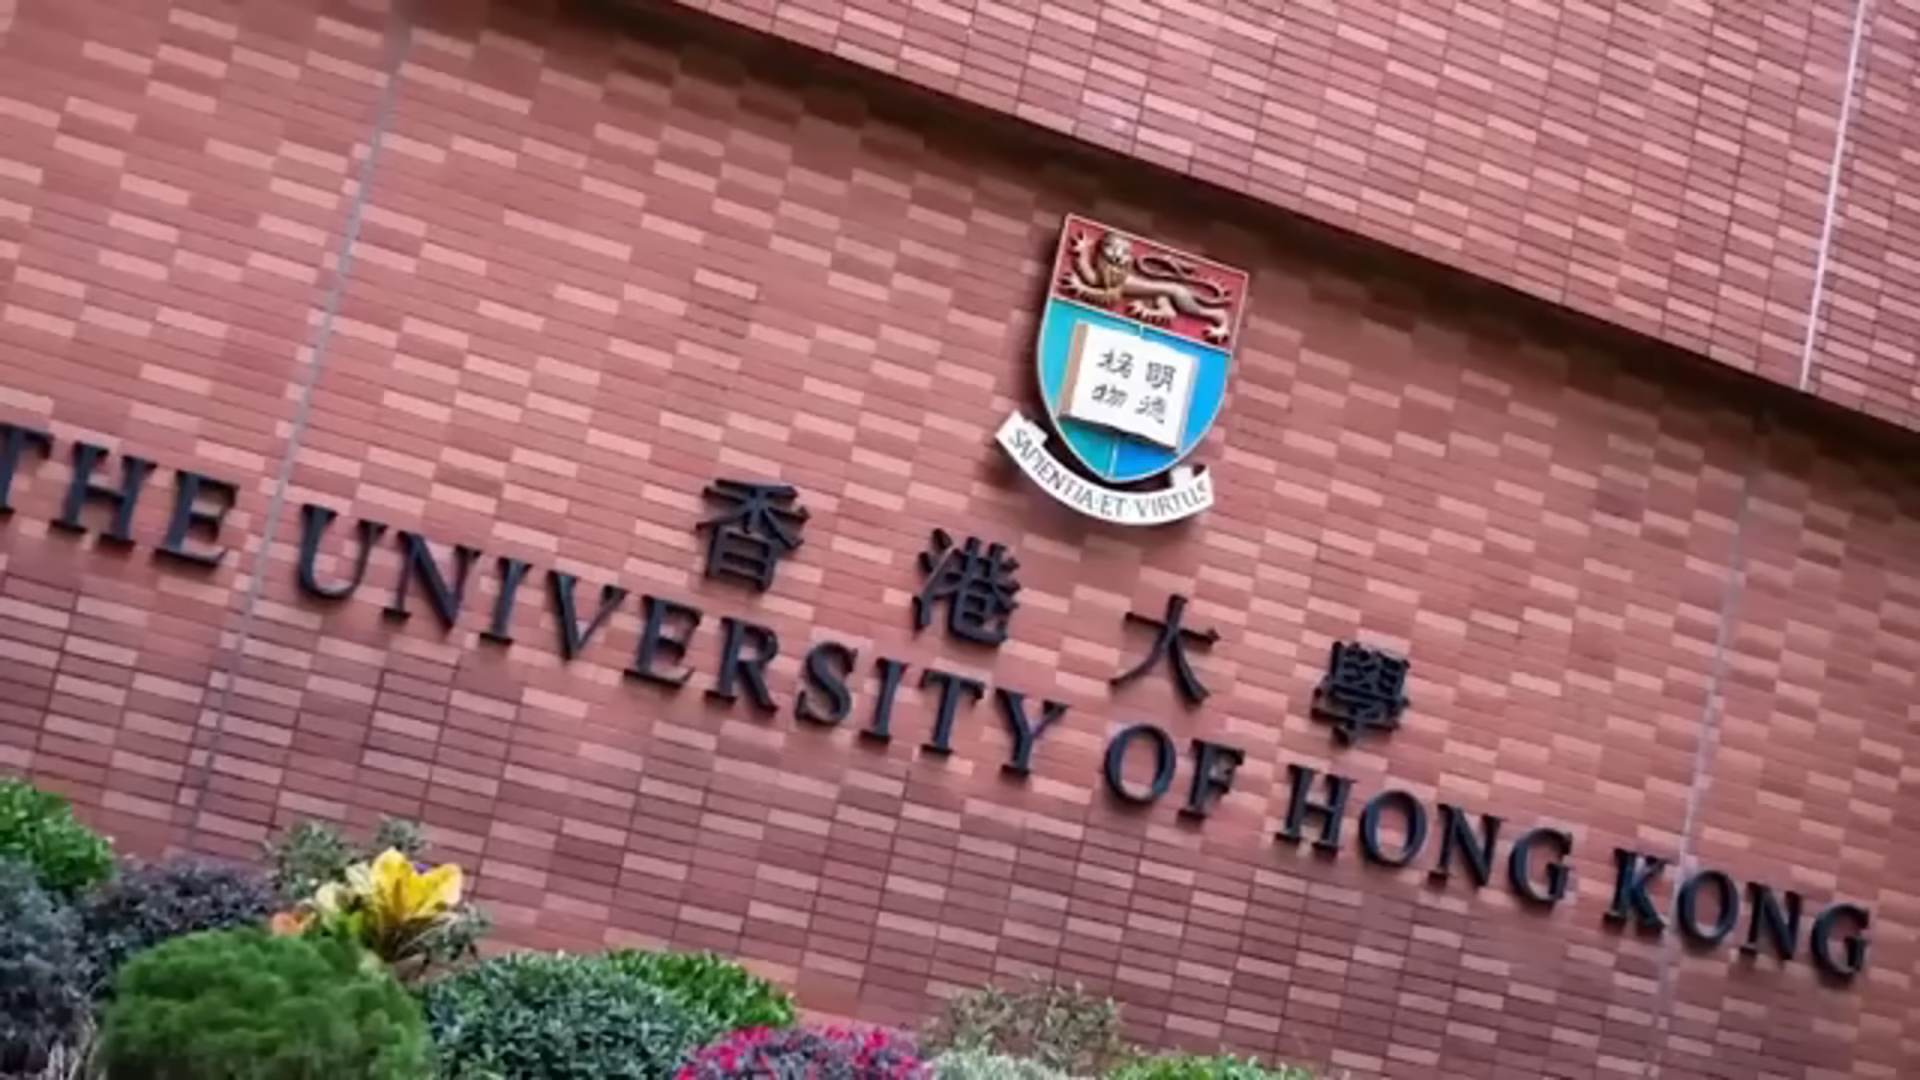 明德
格物
SAPIENTIA·ET·VIRTUS
香港大學
THE UNIVERSITY OF HONG KONG